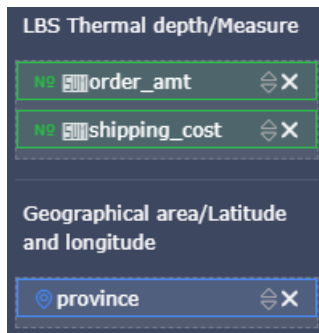 LBS Thermal depth/Measure
Nº SUM order_amt
Nº SUM shipping_cost
Geographical area/Latitude
and longitude
province